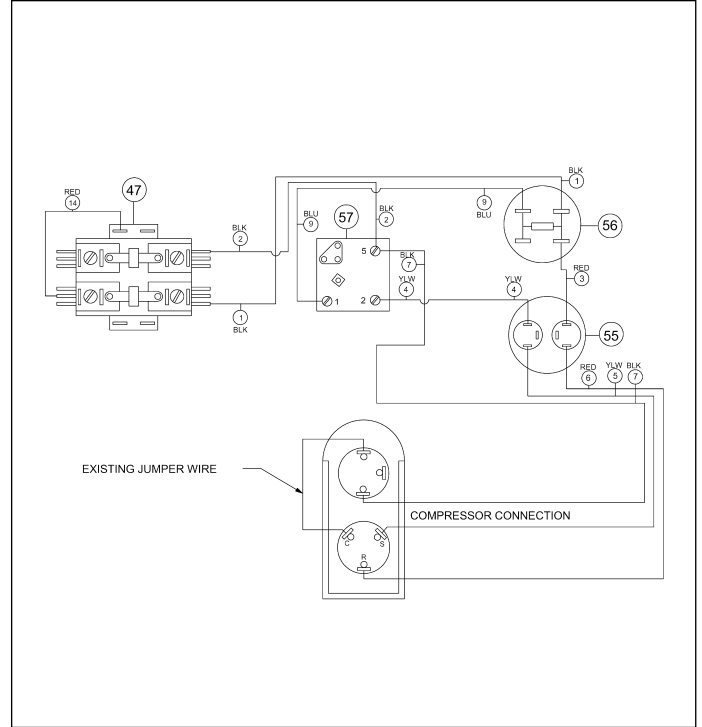 RED
14
47
BLK
2
1
BLK
BLU
9
57
BLK
2
5
1
2
BLK
7
YLW
4
9
BLU
YLW
4
BLK
1
56
RED
3
55
RED
6
YLW
5
BLK
7
EXISTING JUMPER WIRE
COMPRESSOR CONNECTION
C
S
R